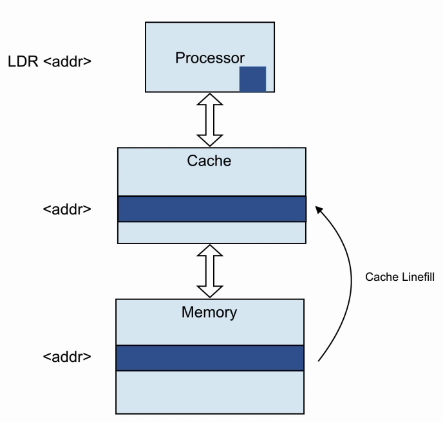 Processor
LDR <addr>
Cache
<addr>
Cache Linefill
Memory
<addr>